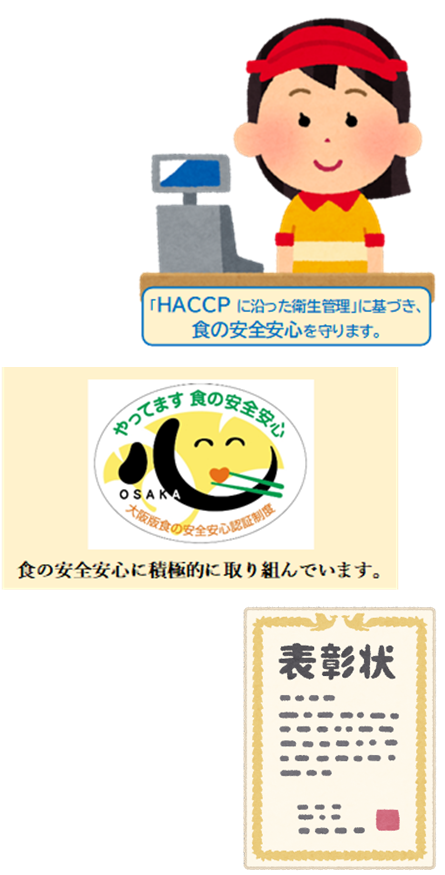 「HACCP に沿った衛生管理」に基づき、
食の安全安心を守ります。
やってます 食の安全安心
OSAKA
大阪版食の安全安心認証制度
食の安全安心に積極的に取り組んでいます。
表彰状